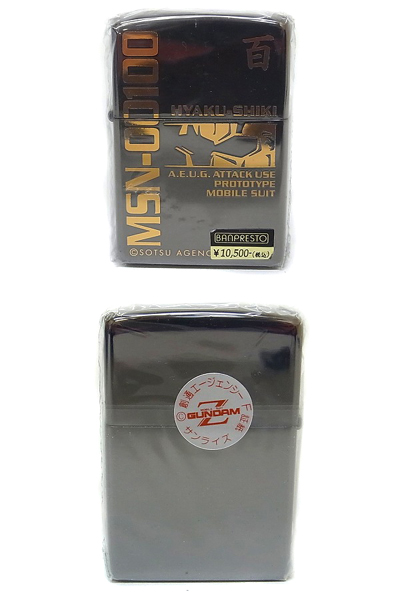 百
MSN-00100
HYAKU-SHIKI
A.E.U.G. ATTACK USE
PROTOTYPE
MOBILE SUIT
BANPRESTO
¥10,500-(税込)
©SOTSU AGENC
©創通エージェンシー
Z
GUNDAM
サンライズ